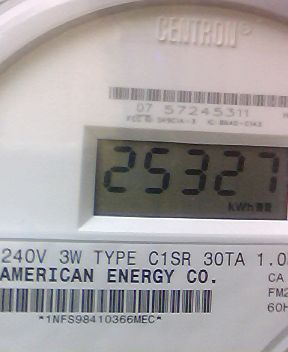 CENTRON
07 57245311
25327
kWh
240V 3W TYPE C1SR 30TA 1.0
AMERICAN ENERGY CO.
CA
FM2
60H
*1NFS98410366MEC*